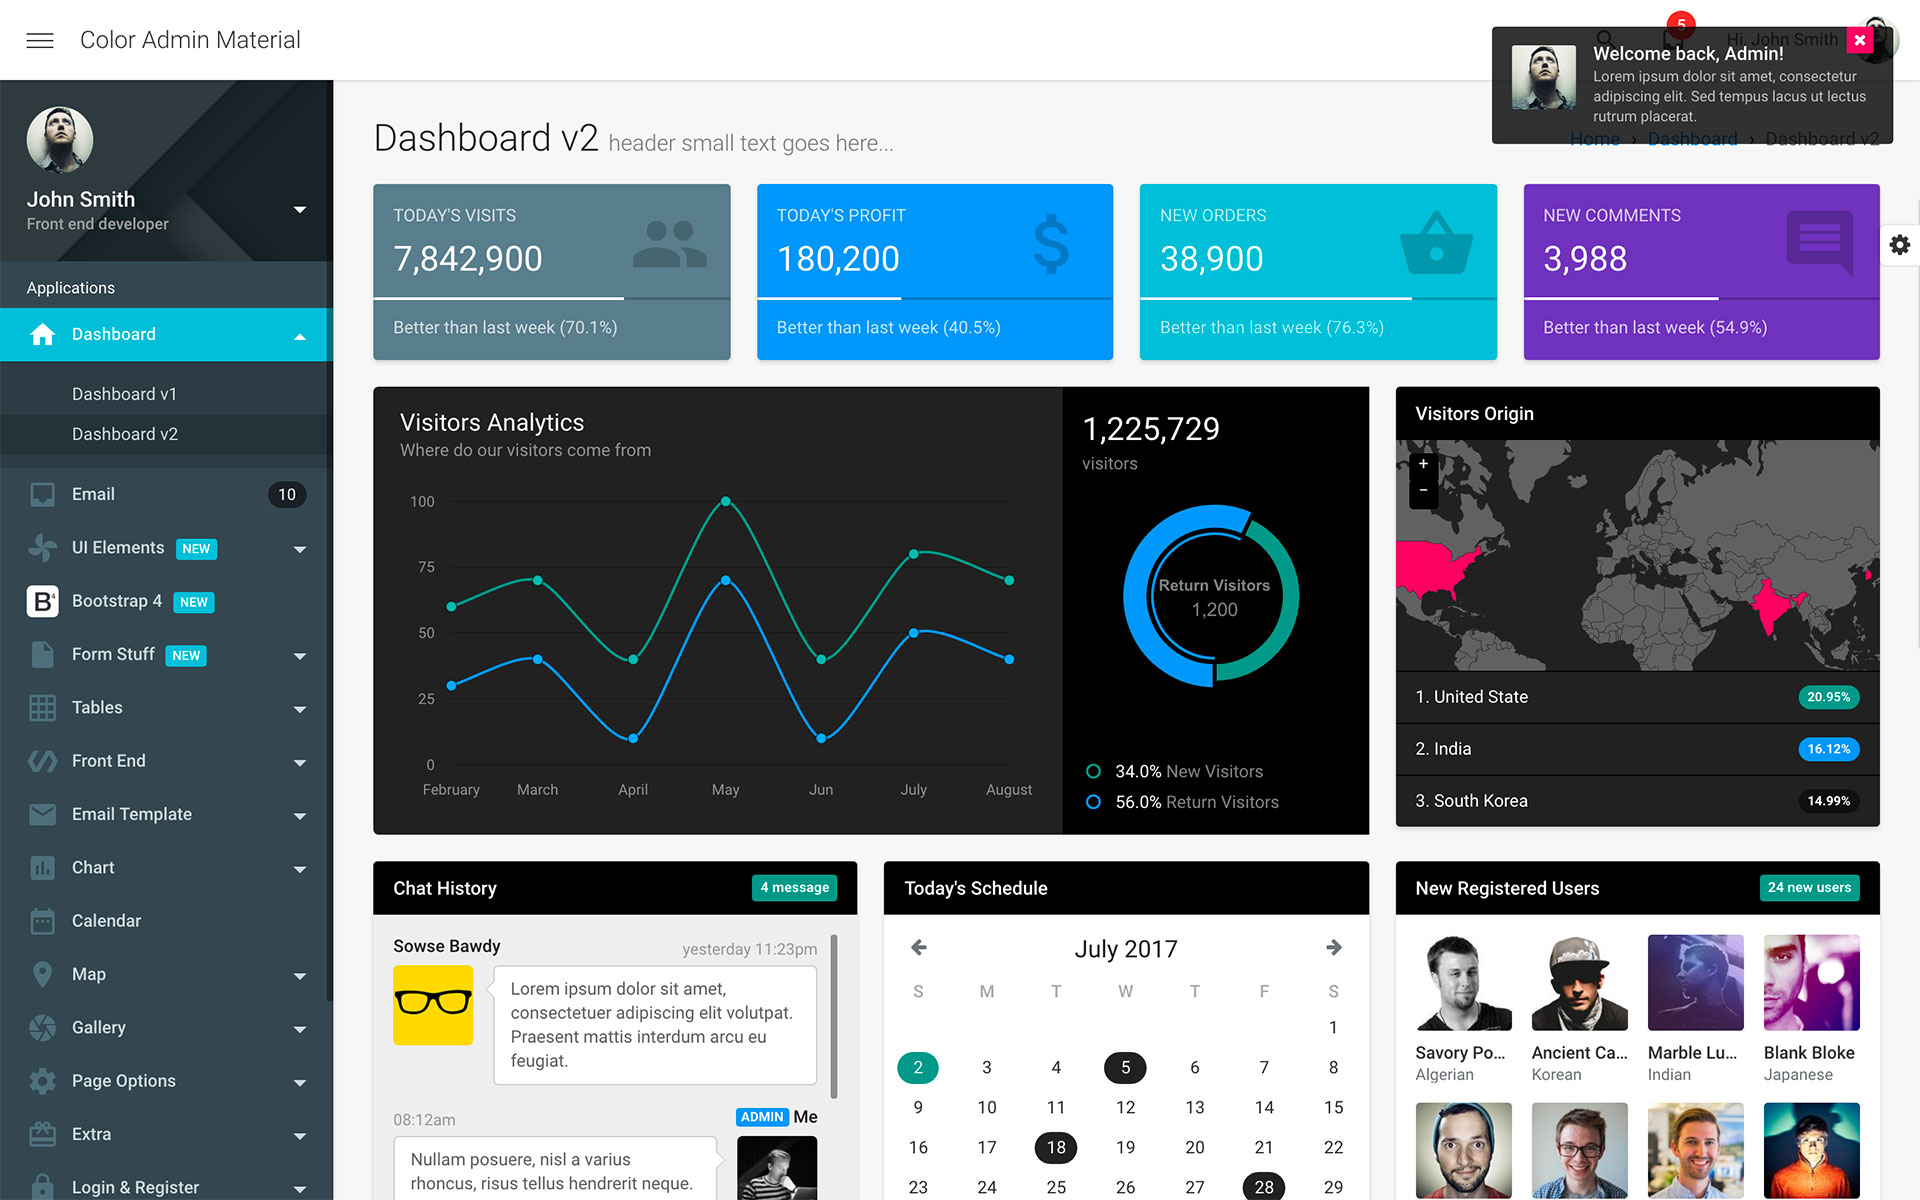 Color Admin Material
5
Hi, John Smith
Welcome back, Admin!
Lorem ipsum dolor sit amet, consectetur
adipiscing elit. Sed tempus lacus ut lectus
rutrum placerat.
Home › Dashboard › Dashboard v2
John Smith
Front end developer
Applications
Dashboard
Dashboard v1
Dashboard v2
Email 10
UI Elements NEW
B4 Bootstrap 4 NEW
Form Stuff NEW
Tables
Front End
Email Template
Chart
Calendar
Map
Gallery
Page Options
Extra
Login & Register
Dashboard v2 header small text goes here...
TODAY'S VISITS
7,842,900
Better than last week (70.1%)
TODAY'S PROFIT
180,200
$
Better than last week (40.5%)
NEW ORDERS
38,900
Better than last week (76.3%)
NEW COMMENTS
3,988
Better than last week (54.9%)
Visitors Analytics
Where do our visitors come from
100
75
50
25
0
February March April May Jun July August
1,225,729
visitors
Return Visitors
1,200
34.0% New Visitors
56.0% Return Visitors
Visitors Origin
+
−
1. United State 20.95%
2. India 16.12%
3. South Korea 14.99%
Chat History 4 message
Sowse Bawdy yesterday 11:23pm
Lorem ipsum dolor sit amet,
consectetuer adipiscing elit volutpat.
Praesent mattis interdum arcu eu
feugiat.
08:12am ADMIN Me
Nullam posuere, nisl a varius
rhoncus, risus tellus hendrerit neque.
Today's Schedule
July 2017
S M T W T F S
1
2 3 4 5 6 7 8
9 10 11 12 13 14 15
16 17 18 19 20 21 22
23 24 25 26 27 28 29
New Registered Users 24 new users
Savory Po... Ancient Ca... Marble Lu... Blank Bloke
Algerian Korean Indian Japanese